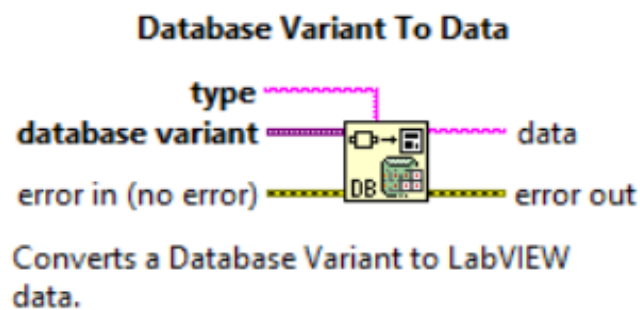 Database Variant To Data
type
database variant
data
DB
error in (no error)
error out
Converts a Database Variant to LabVIEW
data.